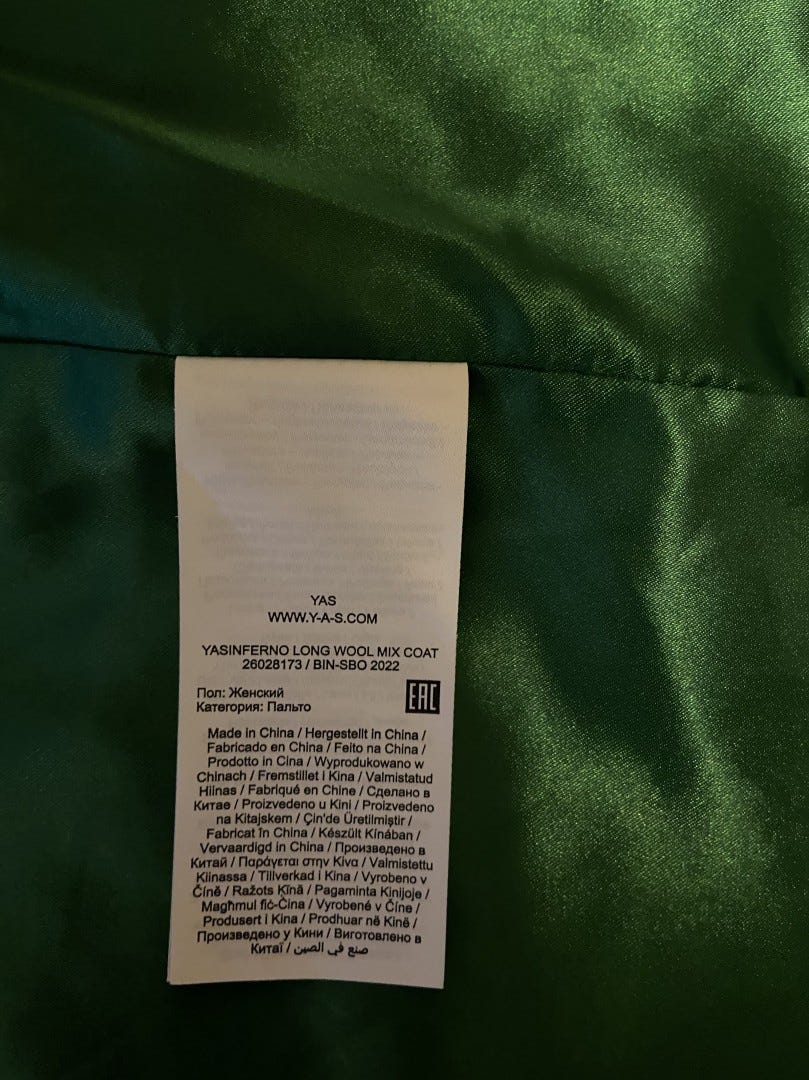 YAS
WWW.Y-A-S.COM
YASINFERNO LONG WOOL MIX COAT
26028173 / BIN-SBO 2022
Пол: Женский
Категория: Пальто
EAC
Made in China / Hergestellt in China /
Fabricado en China / Feito na China /
Prodotto in Cina / Wyprodukowano w
Chinach / Fremstillet i Kina / Valmistatud
Hiinas / Fabriqué en Chine / Сделано в
Китае / Proizvedeno u Kini / Proizvedeno
na Kitajskem / Çin'de Üretilmiştir /
Fabricat în China / Készült Kínában /
Vervaardigd in China / Произведено в
Китай / Παράγεται στην Κίνα / Valmistettu
Kiinassa / Tillverkad i Kina / Vyrobeno v
Číně / Ražots Ķīnā / Pagaminta Kinijoje /
Magħmul fiċ-Ċina / Vyrobené v Číne /
Produsert i Kina / Prodhuar në Kinë /
Произведено у Кини / Виготовлено в
Китаї / صنع في الصين